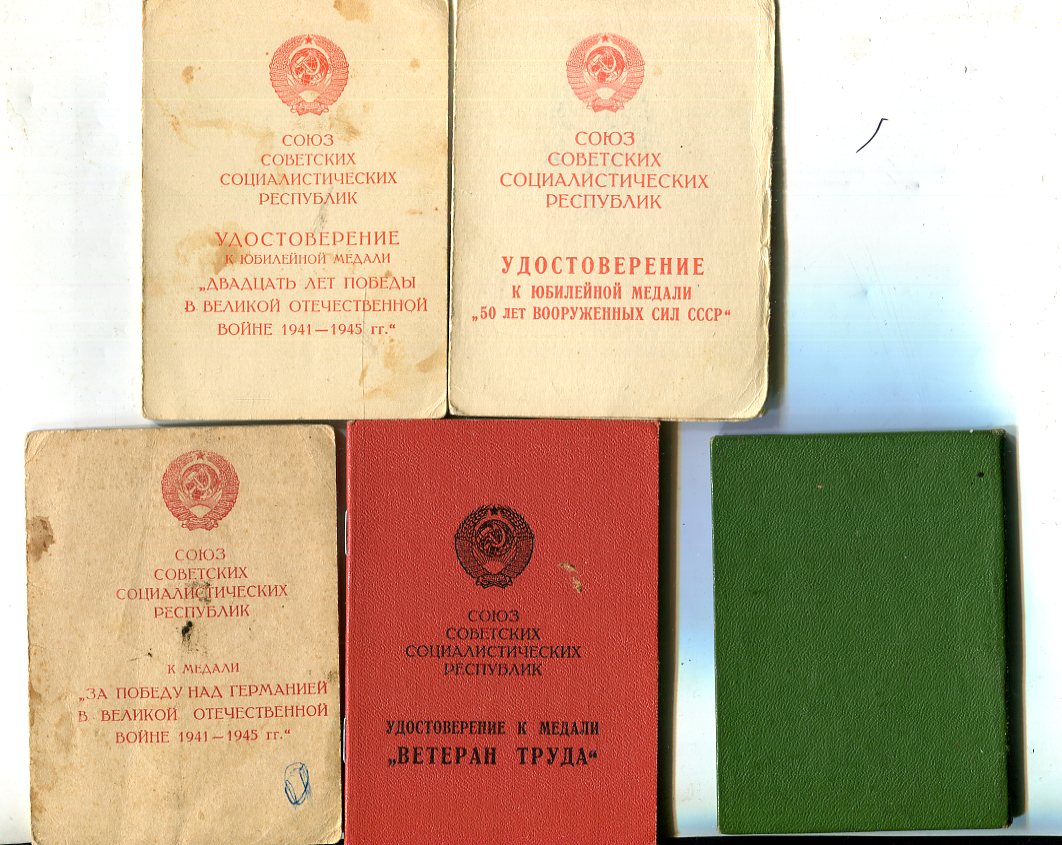 СОЮЗ
СОВЕТСКИХ
СОЦИАЛИСТИЧЕСКИХ
РЕСПУБЛИК
УДОСТОВЕРЕНИЕ
К ЮБИЛЕЙНОЙ МЕДАЛИ
„ДВАДЦАТЬ ЛЕТ ПОБЕДЫ
В ВЕЛИКОЙ ОТЕЧЕСТВЕННОЙ
ВОЙНЕ 1941—1945 гг.“
СОЮЗ
СОВЕТСКИХ
СОЦИАЛИСТИЧЕСКИХ
РЕСПУБЛИК
УДОСТОВЕРЕНИЕ
К ЮБИЛЕЙНОЙ МЕДАЛИ
„50 лет ВООРУЖЕННЫХ СИЛ СССР“
СОЮЗ
СОВЕТСКИХ
СОЦИАЛИСТИЧЕСКИХ
РЕСПУБЛИК
К МЕДАЛИ
„ЗА ПОБЕДУ НАД ГЕРМАНИЕЙ
В ВЕЛИКОЙ ОТЕЧЕСТВЕННОЙ
ВОЙНЕ 1941—1945 гг.“
СОЮЗ
СОВЕТСКИХ
СОЦИАЛИСТИЧЕСКИХ
РЕСПУБЛИК
УДОСТОВЕРЕНИЕ К МЕДАЛИ
„ВЕТЕРАН ТРУДА“